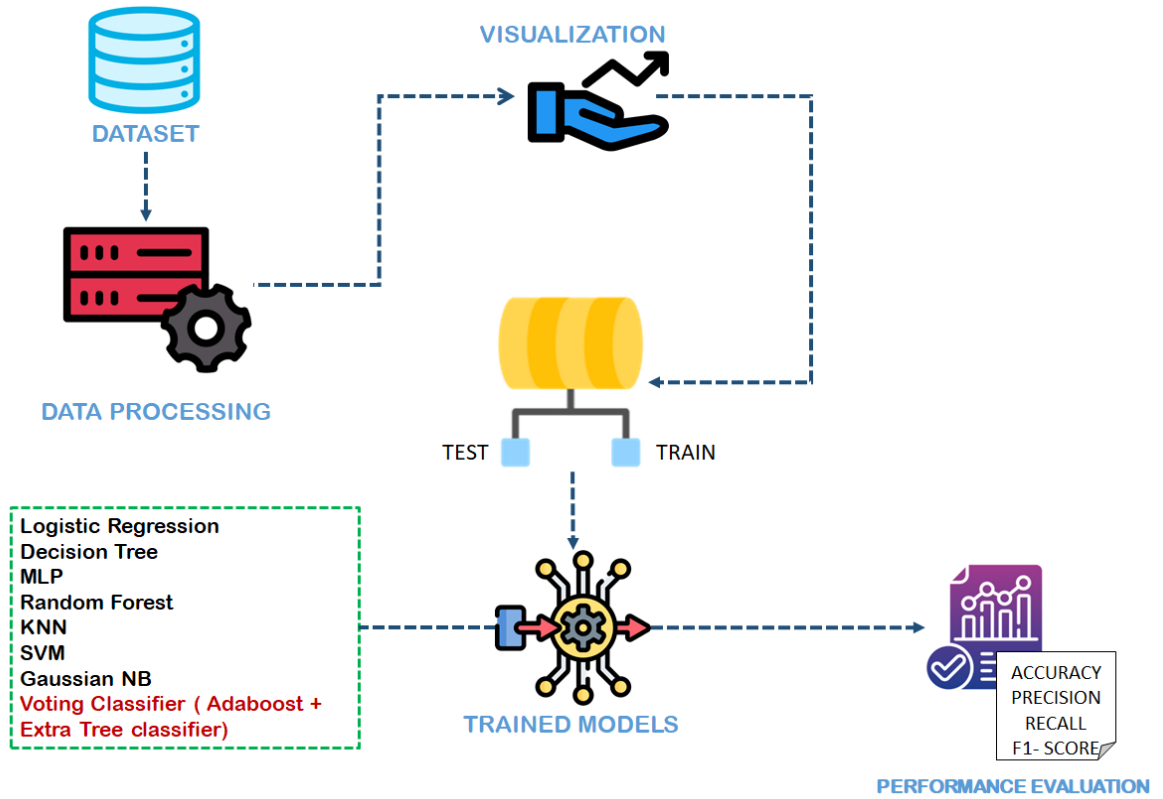 VISUALIZATION
DATASET
DATA PROCESSING
TEST
TRAIN
Logistic Regression
Decision Tree
MLP
Random Forest
KNN
SVM
Gaussian NB
Voting Classifier ( Adaboost +
Extra Tree classifier)
TRAINED MODELS
ACCURACY
PRECISION
RECALL
F1- SCORE
PERFORMANCE EVALUATION